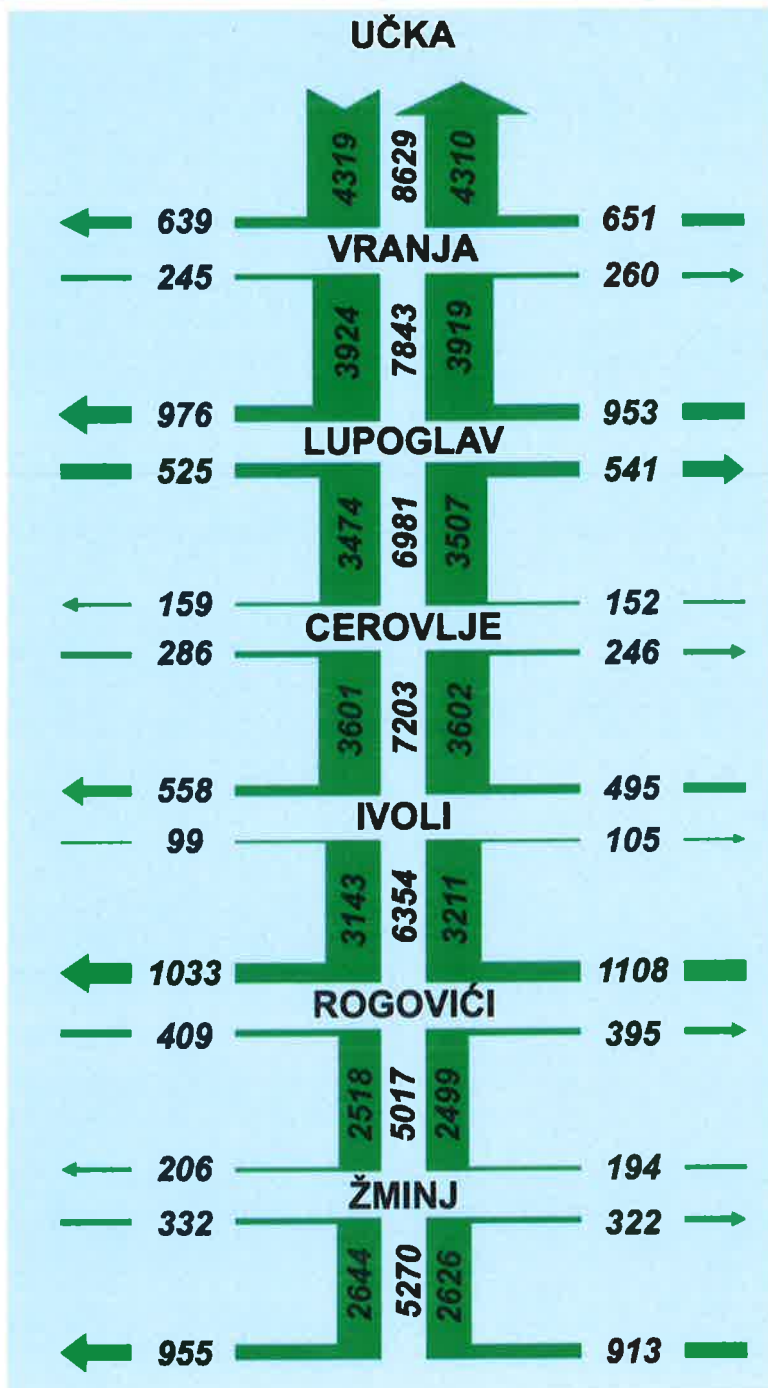 UČKA
4319 8629 4310
639 651
VRANJA
245 260
3924 7843 3919
976 953
LUPOGLAV
525 541
3474 6981 3507
159 152
CEROVLJE
286 246
3601 7203 3602
558 495
IVOLI
99 105
3143 6354 3211
1033 1108
ROGOVIĆI
409 395
2518 5017 2499
206 194
ŽMINJ
332 322
2644 5270 2626
955 913